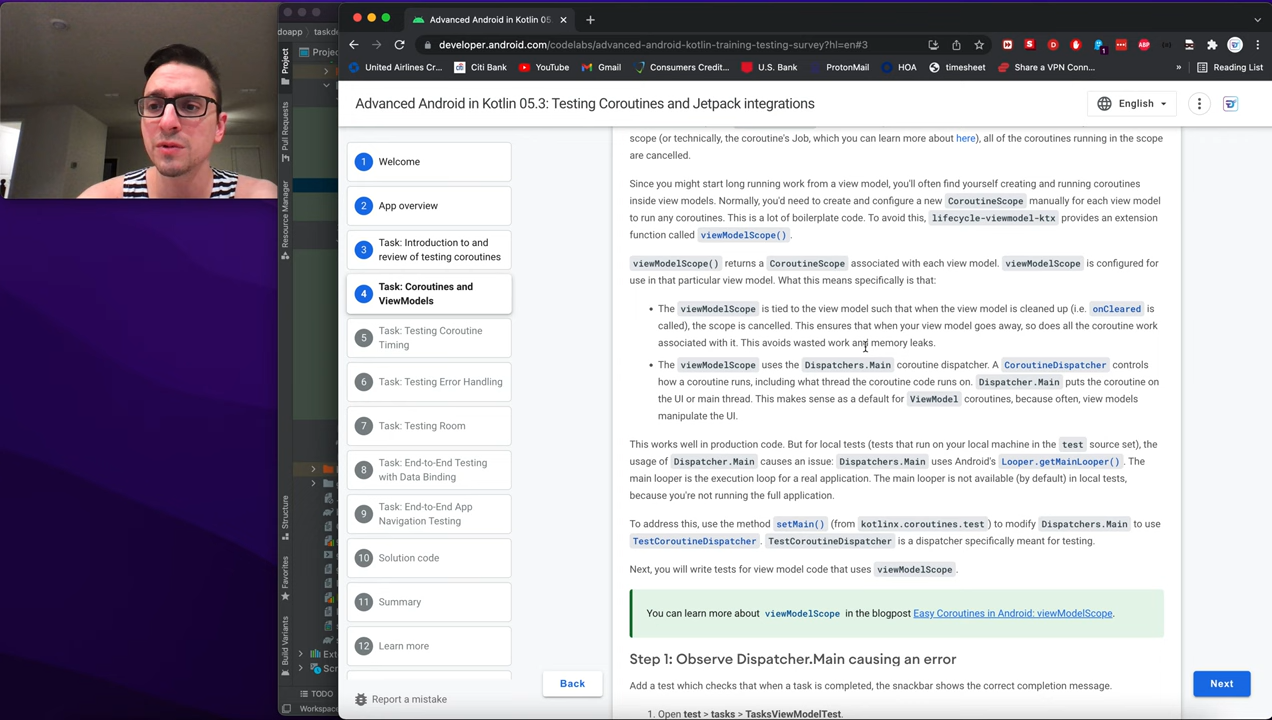 doapp
taskd
Advanced Android in Kotlin 05.
developer.android.com/codelabs/advanced-android-kotlin-training-testing-survey?hl=en#3
United Airlines Cr...
Citi Bank
YouTube
Gmail
Consumers Credit...
U.S. Bank
ProtonMail
HOA
timesheet
Share a VPN Conn...
»
Reading List
Project
Pull Requests
Resource Manager
Structure
Favorites
Build Variants
Projec
Ext
Scr
TODO
Workspac
Advanced Android in Kotlin 05.3: Testing Coroutines and Jetpack integrations
English
1 Welcome
2 App overview
3 Task: Introduction to and
review of testing coroutines
4 Task: Coroutines and
ViewModels
5 Task: Testing Coroutine
Timing
6 Task: Testing Error Handling
7 Task: Testing Room
8 Task: End-to-End Testing
with Data Binding
9 Task: End-to-End App
Navigation Testing
10 Solution code
11 Summary
12 Learn more
Report a mistake
scope (or technically, the coroutine's Job, which you can learn more about here), all of the coroutines running in the scope
are cancelled.
Since you might start long running work from a view model, you'll often find yourself creating and running coroutines
inside view models. Normally, you'd need to create and configure a new CoroutineScope manually for each view model
to run any coroutines. This is a lot of boilerplate code. To avoid this, lifecycle-viewmodel-ktx provides an extension
function called viewModelScope().
viewModelScope() returns a CoroutineScope associated with each view model. viewModelScope is configured for
use in that particular view model. What this means specifically is that:
• The viewModelScope is tied to the view model such that when the view model is cleaned up (i.e. onCleared is
called), the scope is cancelled. This ensures that when your view model goes away, so does all the coroutine work
associated with it. This avoids wasted work and memory leaks.
• The viewModelScope uses the Dispatchers.Main coroutine dispatcher. A CoroutineDispatcher controls
how a coroutine runs, including what thread the coroutine code runs on. Dispatcher.Main puts the coroutine on
the UI or main thread. This makes sense as a default for ViewModel coroutines, because often, view models
manipulate the UI.
This works well in production code. But for local tests (tests that run on your local machine in the test source set), the
usage of Dispatcher.Main causes an issue: Dispatchers.Main uses Android's Looper.getMainLooper(). The
main looper is the execution loop for a real application. The main looper is not available (by default) in local tests,
because you're not running the full application.
To address this, use the method setMain() (from kotlinx.coroutines.test) to modify Dispatchers.Main to use
TestCoroutineDispatcher. TestCoroutineDispatcher is a dispatcher specifically meant for testing.
Next, you will write tests for view model code that uses viewModelScope.
You can learn more about viewModelScope in the blogpost Easy Coroutines in Android: viewModelScope.
Step 1: Observe Dispatcher.Main causing an error
Add a test which checks that when a task is completed, the snackbar shows the correct completion message.
1. Open test > tasks > TasksViewModelTest.
Back
Next